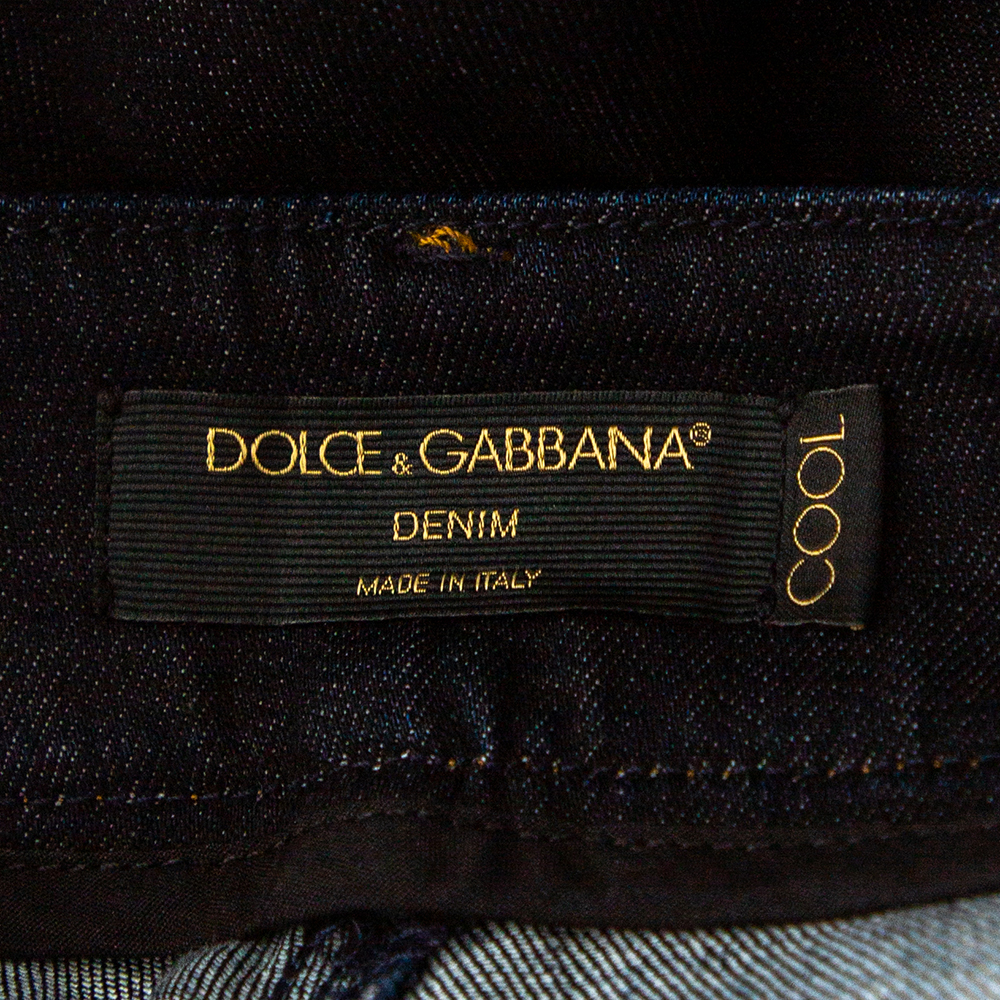 DOLCE & GABBANA®
DENIM
MADE IN ITALY
COOL